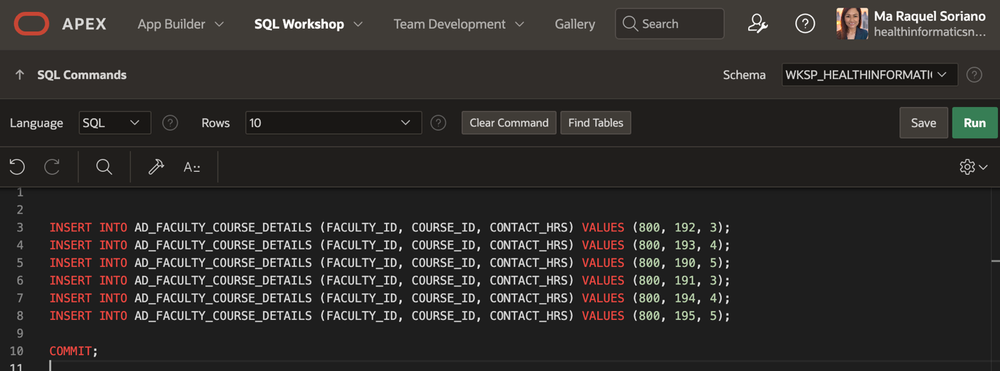 APEX App Builder SQL Workshop Team Development Gallery Search ? Ma Raquel Soriano
healthinformaticsn...
SQL Commands Schema WKSP_HEALTHINFORMATI ?
Language SQL ? Rows 10 ? Clear Command Find Tables Save Run
A::
1
2
3 INSERT INTO AD_FACULTY_COURSE_DETAILS (FACULTY_ID, COURSE_ID, CONTACT_HRS) VALUES (800, 192, 3);
4 INSERT INTO AD_FACULTY_COURSE_DETAILS (FACULTY_ID, COURSE_ID, CONTACT_HRS) VALUES (800, 193, 4);
5 INSERT INTO AD_FACULTY_COURSE_DETAILS (FACULTY_ID, COURSE_ID, CONTACT_HRS) VALUES (800, 190, 5);
6 INSERT INTO AD_FACULTY_COURSE_DETAILS (FACULTY_ID, COURSE_ID, CONTACT_HRS) VALUES (800, 191, 3);
7 INSERT INTO AD_FACULTY_COURSE_DETAILS (FACULTY_ID, COURSE_ID, CONTACT_HRS) VALUES (800, 194, 4);
8 INSERT INTO AD_FACULTY_COURSE_DETAILS (FACULTY_ID, COURSE_ID, CONTACT_HRS) VALUES (800, 195, 5);
9
10 COMMIT;
11